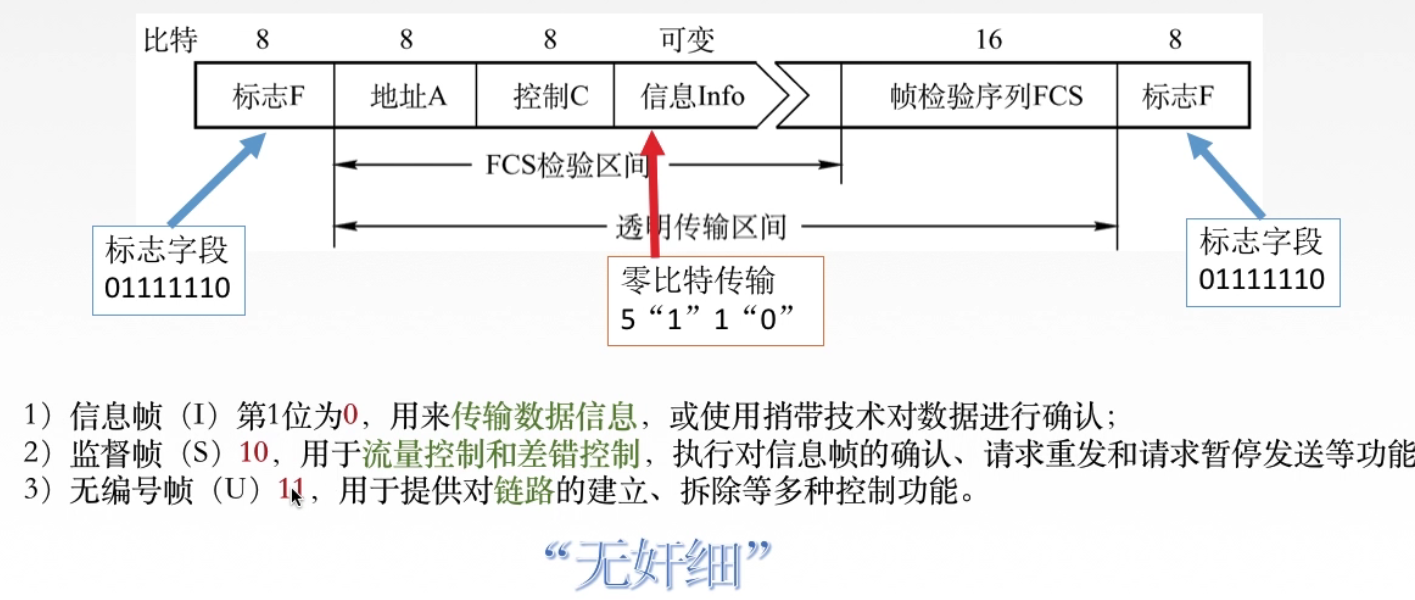 比特 8 8 8 可变 16 8
标志F 地址A 控制C 信息Info 帧检验序列FCS 标志F
FCS检验区间
透明传输区间
标志字段
01111110
零比特传输
5“1”1“0”
标志字段
01111110
1）信息帧（I）第1位为0，用来传输数据信息，或使用捎带技术对数据进行确认；
2）监督帧（S）10，用于流量控制和差错控制，执行对信息帧的确认、请求重发和请求暂停发送等功能
3）无编号帧（U）11，用于提供对链路的建立、拆除等多种控制功能。
“无奸细”